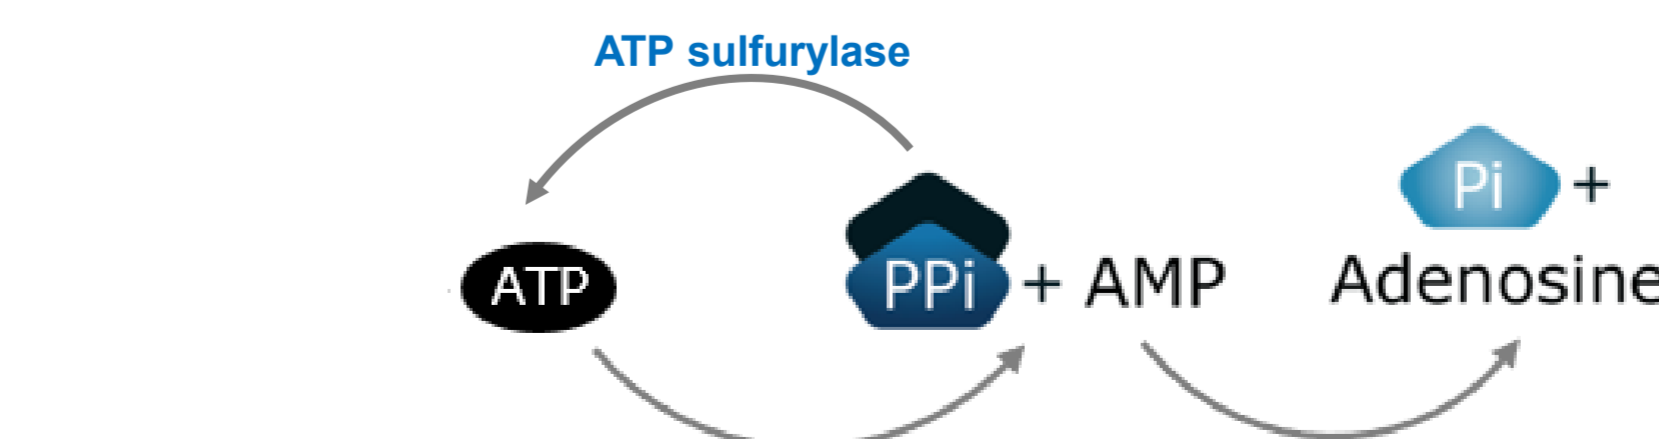 ATP sulfurylase
Pi +
ATP
PPi + AMP
Adenosine